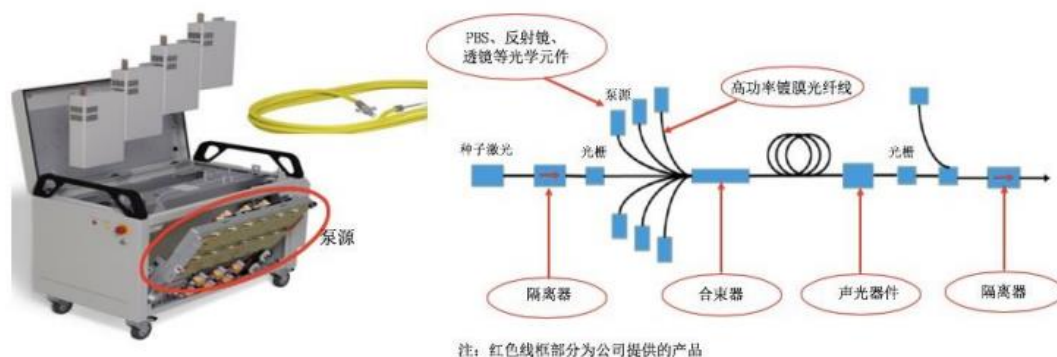 PBS、反射镜、
透镜等光学元件
泵源
高功率镀膜光纤线
种子激光
光栅
光栅
泵源
隔离器
合束器
声光器件
隔离器
注：红色线框部分为公司提供的产品